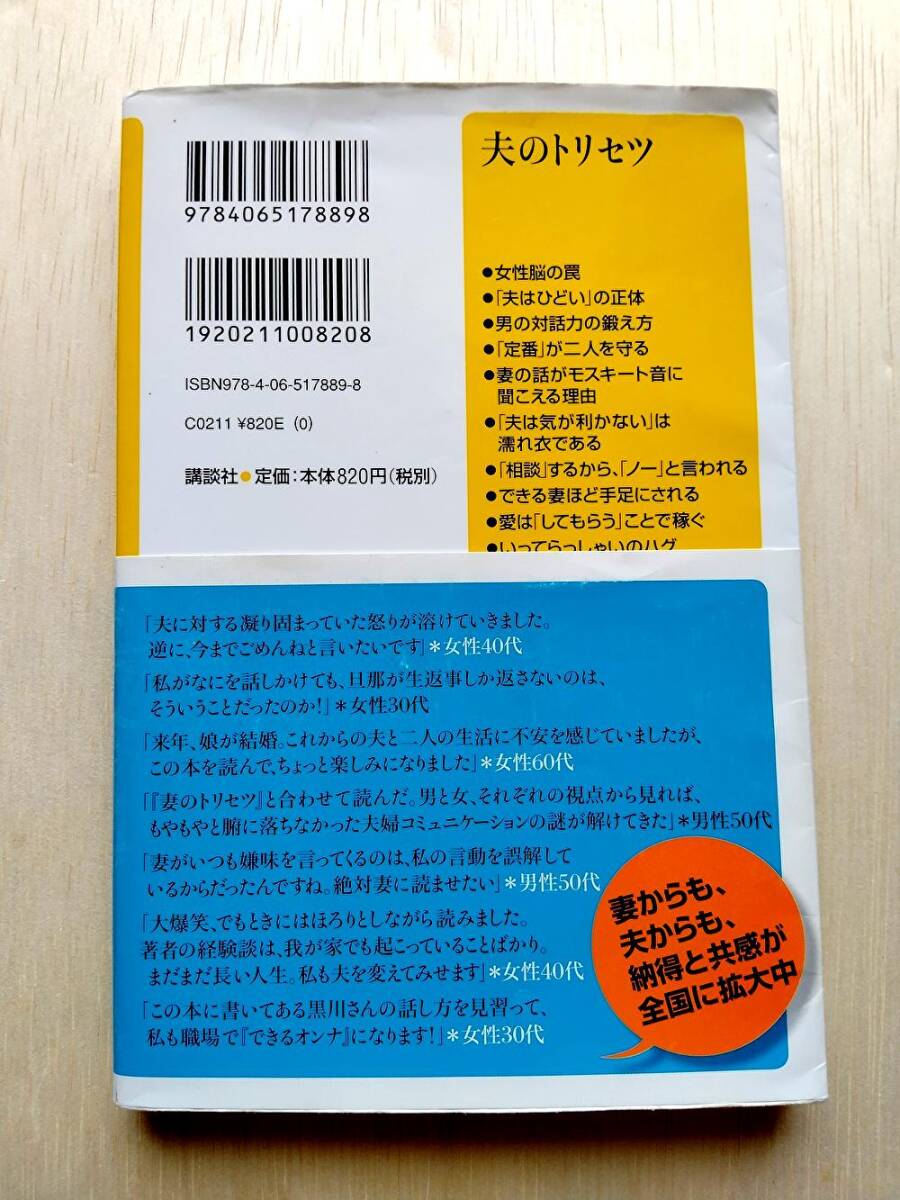 9784065178898
1920211008208
ISBN978-4-06-517889-8
C0211 ¥820E (0)
講談社●定価：本体820円（税別）
夫のトリセツ
●女性脳の罠
●「夫はひどい」の正体
●男の対話力の鍛え方
●「定番」が二人を守る
●妻の話がモスキート音に
聞こえる理由
●「夫は気が利かない」は
濡れ衣である
●「相談」するから、「ノー」と言われる
●できる妻ほど手足にされる
●愛は「してもらう」ことで稼ぐ
●いってらっしゃいのハグ
「夫に対する凝り固まっていた怒りが溶けていきました。
逆に、今までごめんねと言いたいです」＊女性40代
「私がなにを話しかけても、旦那が生返事しか返さないのは、
そういうことだったのか！」＊女性30代
「来年、娘が結婚。これからの夫と二人の生活に不安を感じていましたが、
この本を読んで、ちょっと楽しみになりました」＊女性60代
「『妻のトリセツ』と合わせて読んだ。男と女、それぞれの視点から見れば、
もやもやと腑に落ちなかった夫婦コミュニケーションの謎が解けてきた」＊男性50代
「妻がいつも嫌味を言ってくるのは、私の言動を誤解して
いるからだったんですね。絶対妻に読ませたい」＊男性50代
「大爆笑、でもときにはほろりとしながら読みました。
著者の経験談は、我が家でも起こっていることばかり。
まだまだ長い人生。私も夫を変えてみせます」＊女性40代
「この本に書いてある黒川さんの話し方を見習って、
私も職場で『できるオンナ』になります！」＊女性30代
妻からも、
夫からも、
納得と共感が
全国に拡大中